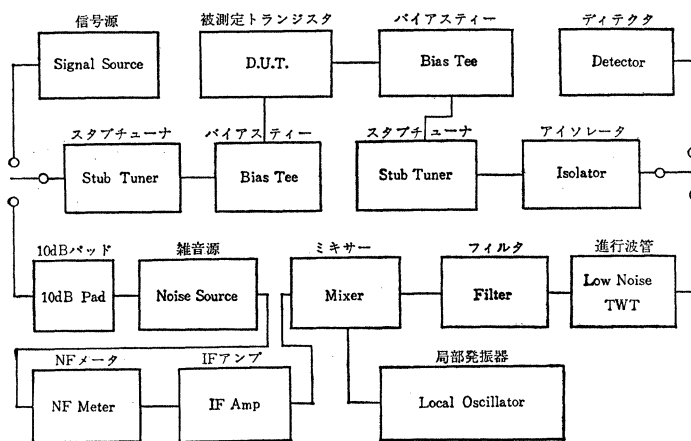 信号源
被測定トランジスタ
バイアスティー
ディテクタ
Signal Source
D.U.T.
Bias Tee
Detector
スタブチューナ
バイアスティー
スタブチューナ
アイソレータ
Stub Tuner
Bias Tee
Stub Tuner
Isolator
10dBパッド
雑音源
ミキサー
フィルタ
進行波管
10dB Pad
Noise Source
Mixer
Filter
Low Noise
TWT
NFメータ
IFアンプ
局部発振器
NF Meter
IF Amp
Local Oscillator